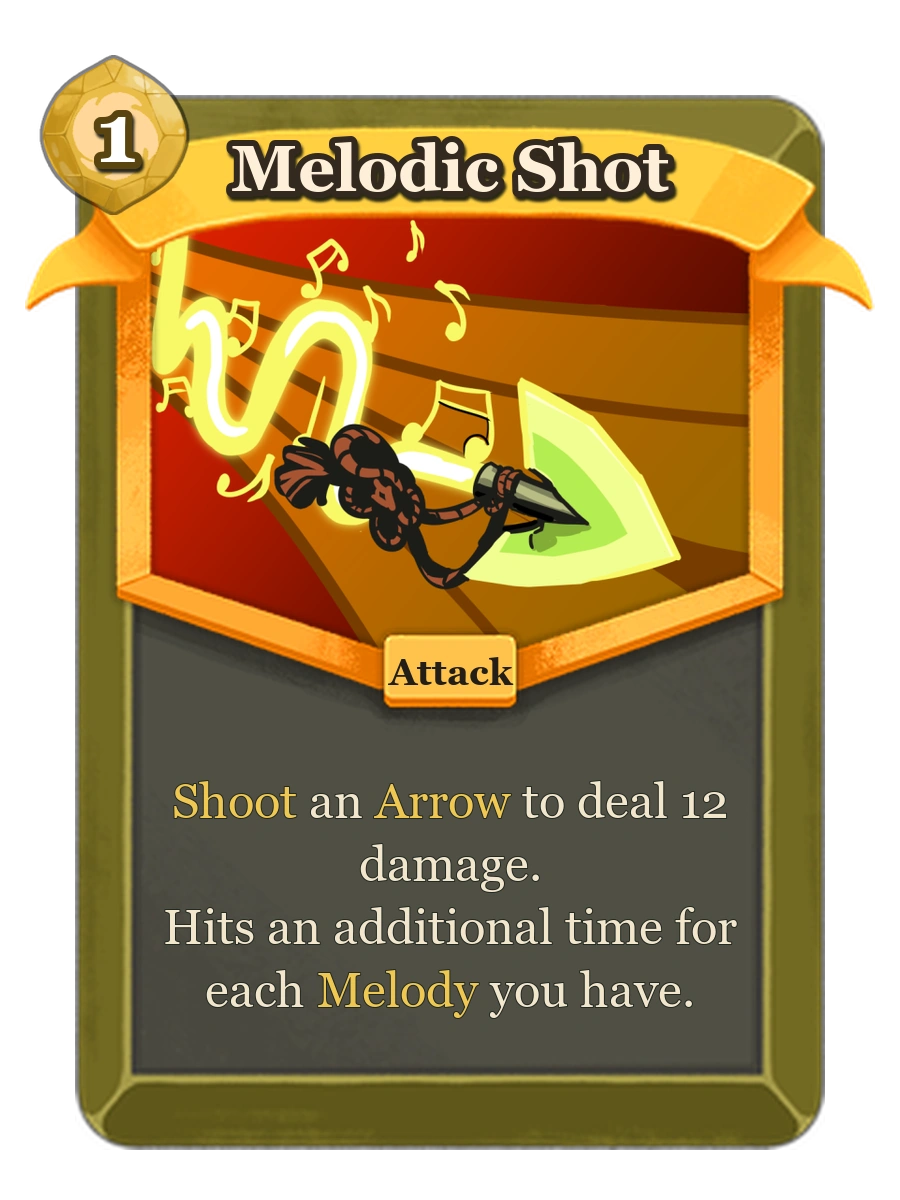 1
Melodic Shot
Attack
Shoot an Arrow to deal 12
damage.
Hits an additional time for
each Melody you have.